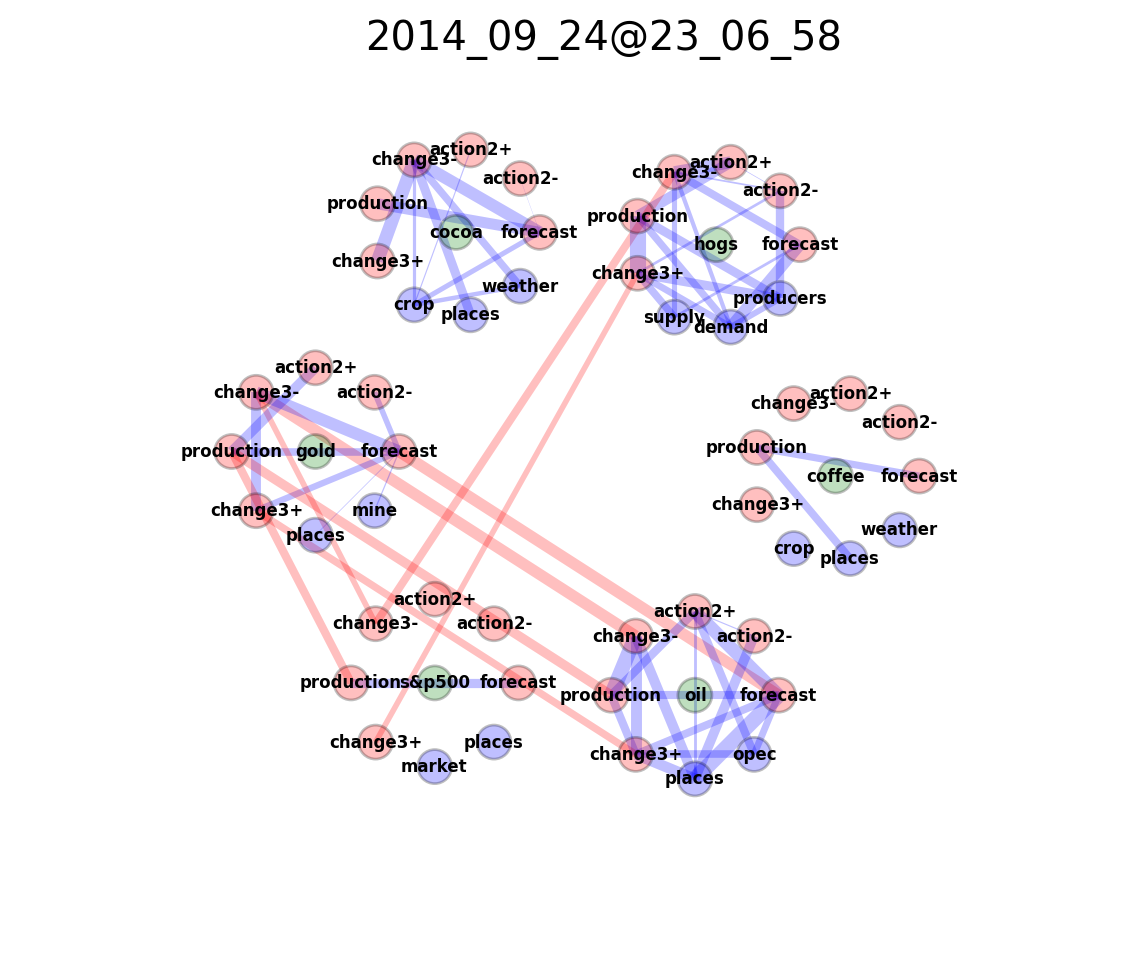 2014_09_24@23_06_58
change3-
action2+
action2-
production
cocoa
forecast
change3+
weather
crop
places
change3-
action2+
action2-
production
hogs
forecast
change3+
producers
supply
demand
action2+
change3-
action2-
production
gold
forecast
change3+
mine
places
change3-
action2+
action2-
production
coffee
forecast
change3+
weather
crop
places
action2+
change3-
action2-
production
s&p500
forecast
change3+
places
market
action2+
change3-
action2-
production
oil
forecast
change3+
opec
places